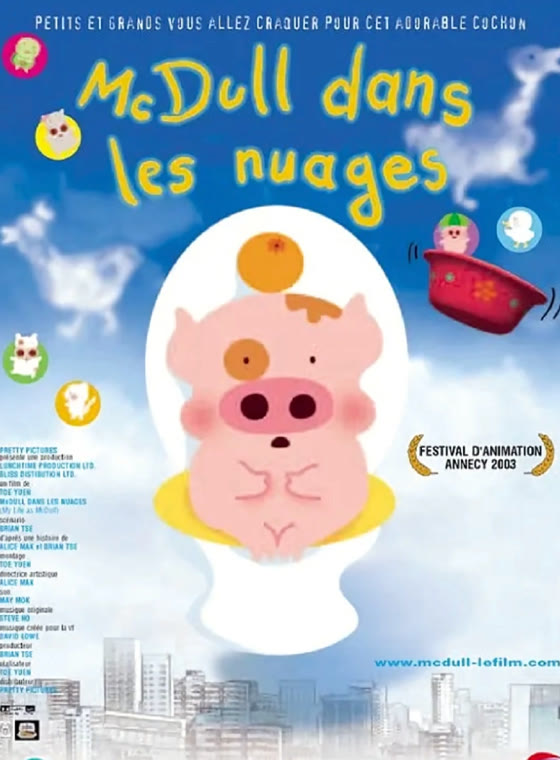 PETITS ET GRANDS VOUS ALLEZ CRAQUER POUR CET ADORABLE COCHON
McDull dans
les nuages
FESTIVAL D'ANIMATION
ANNECY 2003
PRETTY PICTURES
présente une production
LUNCHTIME PRODUCTION LTD.
BLISS DISTRIBUTION LTD.
un film de
TOE YUEN
McDULL DANS LES NUAGES
(My Life as McDull)
scénario
BRIAN TSE
d'après une histoire de
ALICE MAK et BRIAN TSE
montage
TOE YUEN
directrice artistique
ALICE MAK
son
MAY MOK
musique originale
STEVE HO
musique créée pour la vf
DAVID LOWE
producteur
BRIAN TSE
réalisateur
TOE YUEN
distributeur
PRETTY PICTURES
www.mcdull-lefilm.com